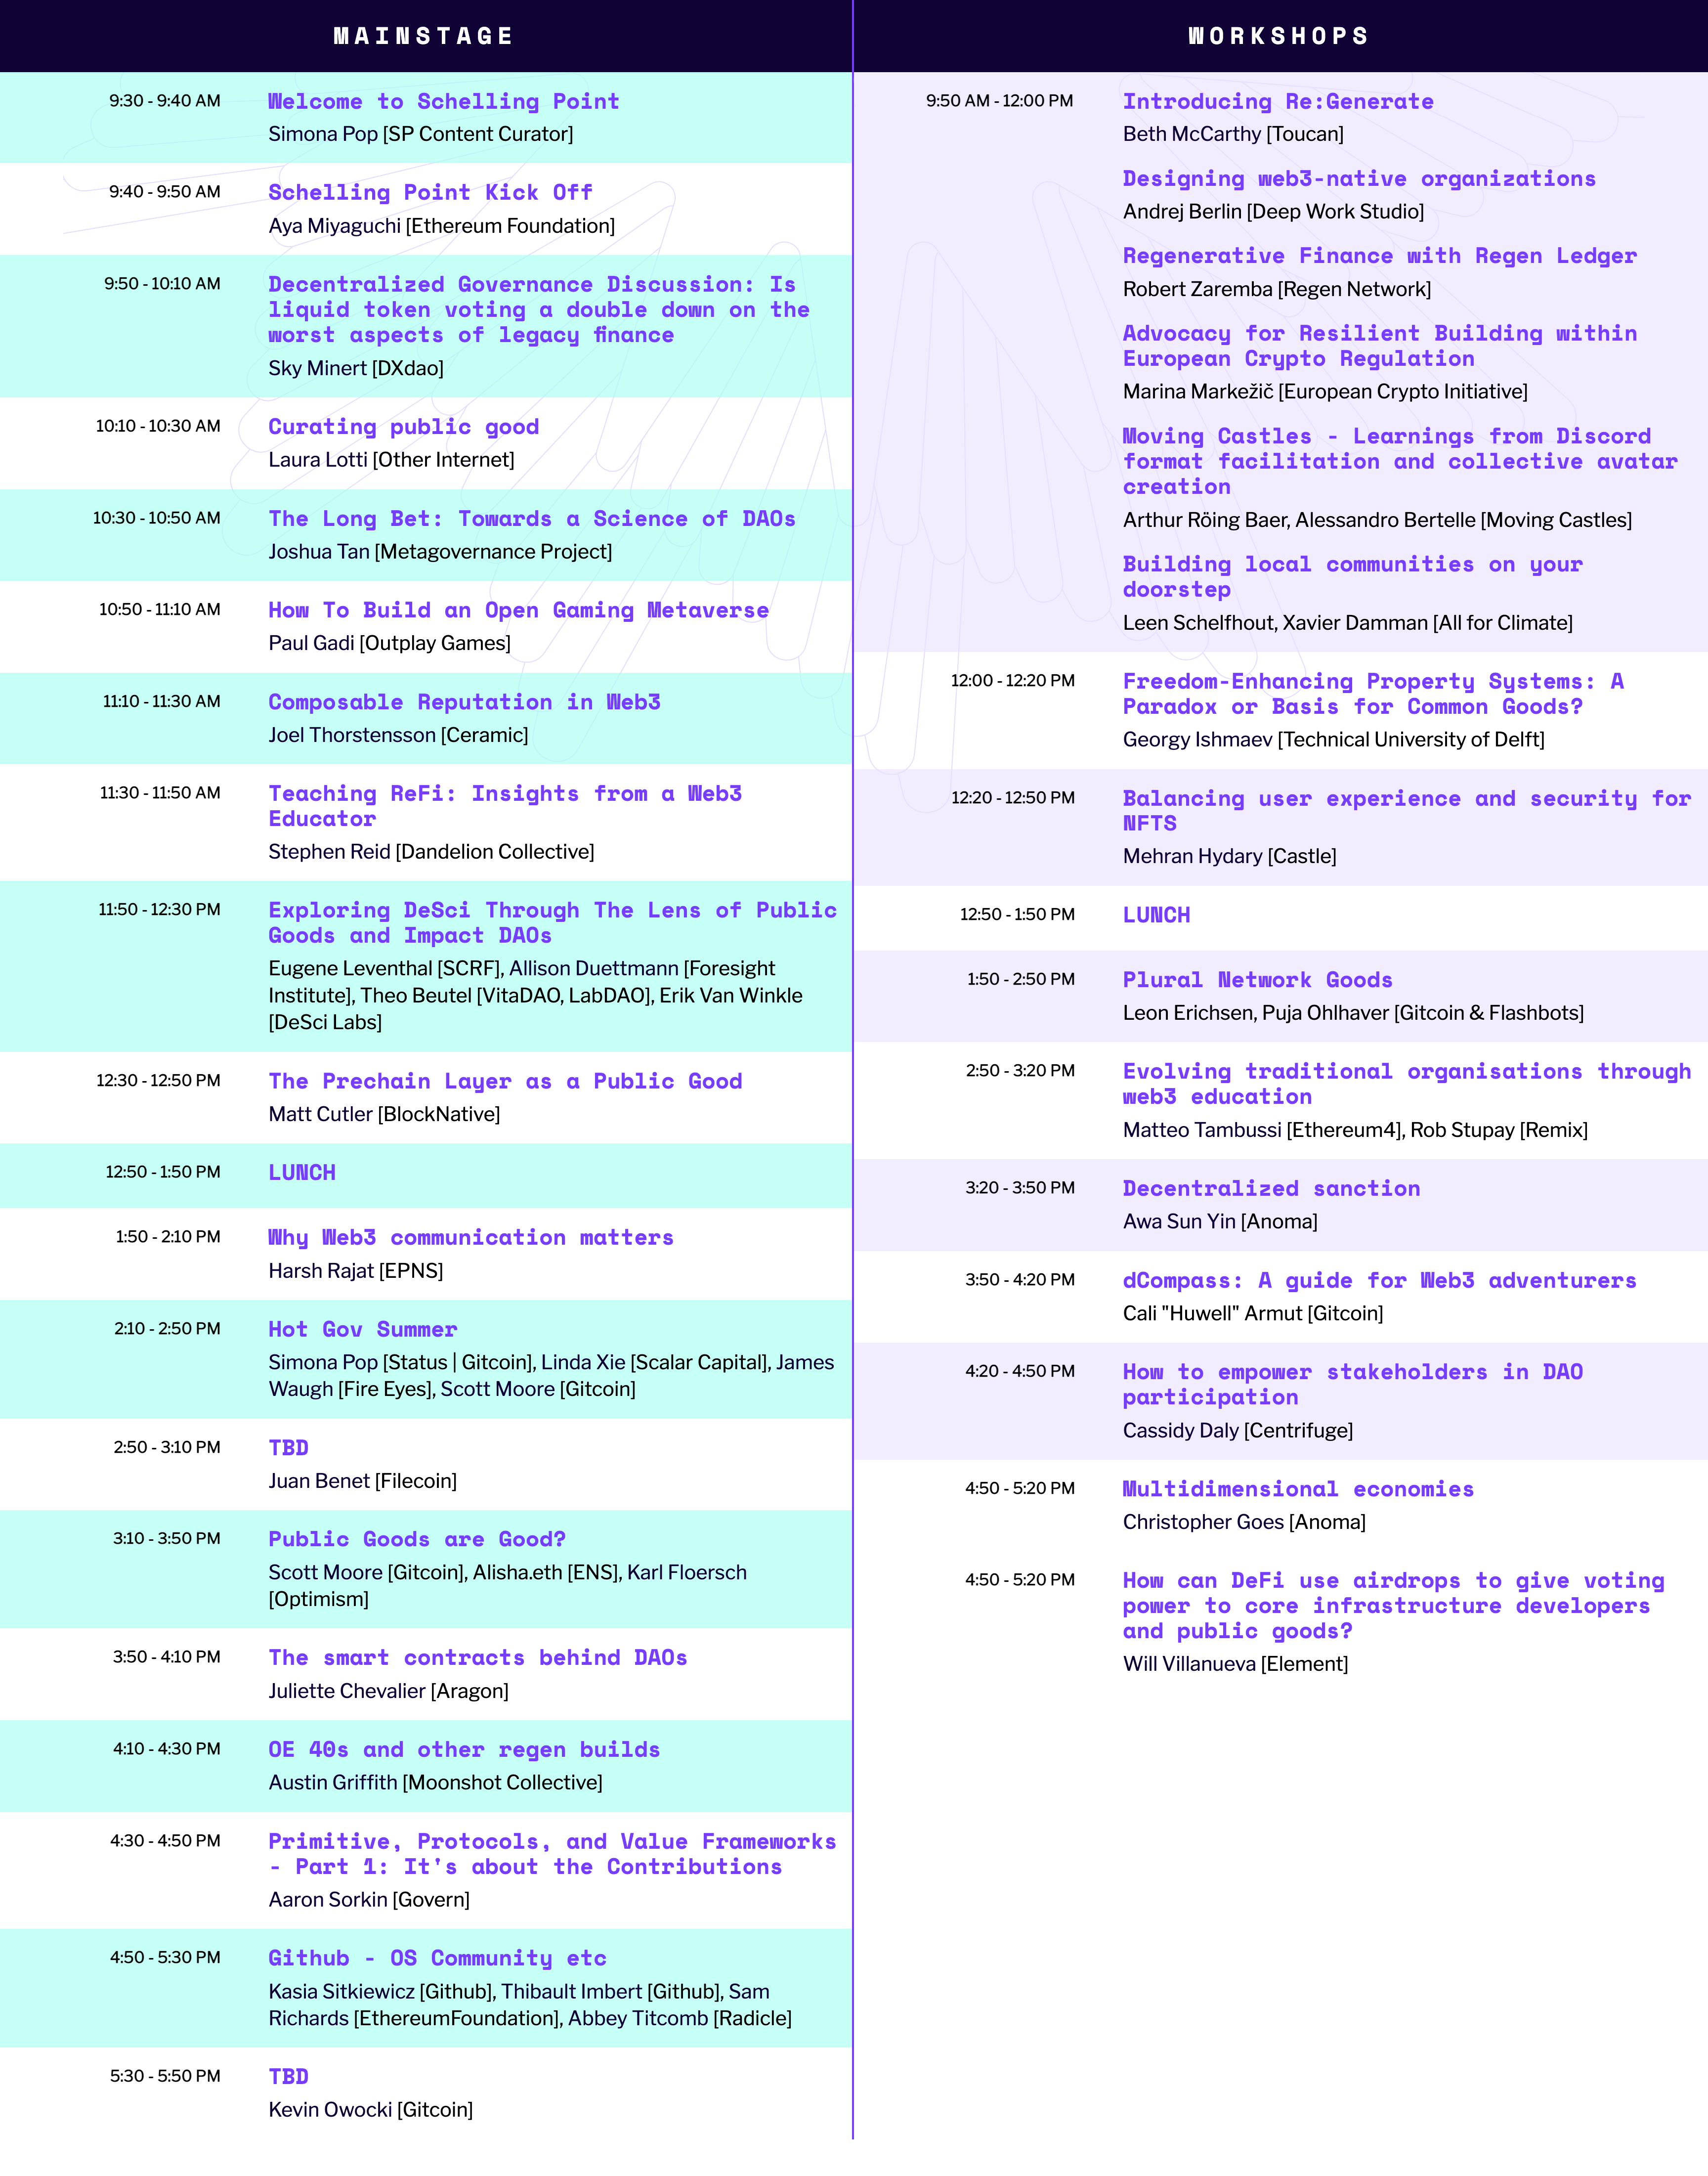 MAINSTAGE
9:30 - 9:40 AM
Welcome to Schelling Point
Simona Pop [SP Content Curator]
9:40 - 9:50 AM
Schelling Point Kick Off
Aya Miyaguchi [Ethereum Foundation]
9:50 - 10:10 AM
Decentralized Governance Discussion: Is
liquid token voting a double down on the
worst aspects of legacy finance
Sky Minert [DXdao]
10:10 - 10:30 AM
Curating public good
Laura Lotti [Other Internet]
10:30 - 10:50 AM
The Long Bet: Towards a Science of DAOs
Joshua Tan [Metagovernance Project]
10:50 - 11:10 AM
How To Build an Open Gaming Metaverse
Paul Gadi [Outplay Games]
11:10 - 11:30 AM
Composable Reputation in Web3
Joel Thorstensson [Ceramic]
11:30 - 11:50 AM
Teaching ReFi: Insights from a Web3
Educator
Stephen Reid [Dandelion Collective]
11:50 - 12:30 PM
Exploring DeSci Through The Lens of Public
Goods and Impact DAOs
Eugene Leventhal [SCRF], Allison Duettmann [Foresight
Institute], Theo Beutel [VitaDAO, LabDAO], Erik Van Winkle
[DeSci Labs]
12:30 - 12:50 PM
The Prechain Layer as a Public Good
Matt Cutler [BlockNative]
12:50 - 1:50 PM
LUNCH
1:50 - 2:10 PM
Why Web3 communication matters
Harsh Rajat [EPNS]
2:10 - 2:50 PM
Hot Gov Summer
Simona Pop [Status | Gitcoin], Linda Xie [Scalar Capital], James
Waugh [Fire Eyes], Scott Moore [Gitcoin]
2:50 - 3:10 PM
TBD
Juan Benet [Filecoin]
3:10 - 3:50 PM
Public Goods are Good?
Scott Moore [Gitcoin], Alisha.eth [ENS], Karl Floersch
[Optimism]
3:50 - 4:10 PM
The smart contracts behind DAOs
Juliette Chevalier [Aragon]
4:10 - 4:30 PM
OE 40s and other regen builds
Austin Griffith [Moonshot Collective]
4:30 - 4:50 PM
Primitive, Protocols, and Value Frameworks
- Part 1: It's about the Contributions
Aaron Sorkin [Govern]
4:50 - 5:30 PM
Github - OS Community etc
Kasia Sitkiewicz [Github], Thibault Imbert [Github], Sam
Richards [EthereumFoundation], Abbey Titcomb [Radicle]
5:30 - 5:50 PM
TBD
Kevin Owocki [Gitcoin]
WORKSHOPS
9:50 AM - 12:00 PM
Introducing Re:Generate
Beth McCarthy [Toucan]
Designing web3-native organizations
Andrej Berlin [Deep Work Studio]
Regenerative Finance with Regen Ledger
Robert Zaremba [Regen Network]
Advocacy for Resilient Building within
European Crypto Regulation
Marina Markežič [European Crypto Initiative]
Moving Castles - Learnings from Discord
format facilitation and collective avatar
creation
Arthur Röing Baer, Alessandro Bertelle [Moving Castles]
Building local communities on your
doorstep
Leen Schelfhout, Xavier Damman [All for Climate]
12:00 - 12:20 PM
Freedom-Enhancing Property Systems: A
Paradox or Basis for Common Goods?
Georgy Ishmaev [Technical University of Delft]
12:20 - 12:50 PM
Balancing user experience and security for
NFTS
Mehran Hydary [Castle]
12:50 - 1:50 PM
LUNCH
1:50 - 2:50 PM
Plural Network Goods
Leon Erichsen, Puja Ohlhaver [Gitcoin & Flashbots]
2:50 - 3:20 PM
Evolving traditional organisations through
web3 education
Matteo Tambussi [Ethereum4], Rob Stupay [Remix]
3:20 - 3:50 PM
Decentralized sanction
Awa Sun Yin [Anoma]
3:50 - 4:20 PM
dCompass: A guide for Web3 adventurers
Cali "Huwell" Armut [Gitcoin]
4:20 - 4:50 PM
How to empower stakeholders in DAO
participation
Cassidy Daly [Centrifuge]
4:50 - 5:20 PM
Multidimensional economies
Christopher Goes [Anoma]
4:50 - 5:20 PM
How can DeFi use airdrops to give voting
power to core infrastructure developers
and public goods?
Will Villanueva [Element]